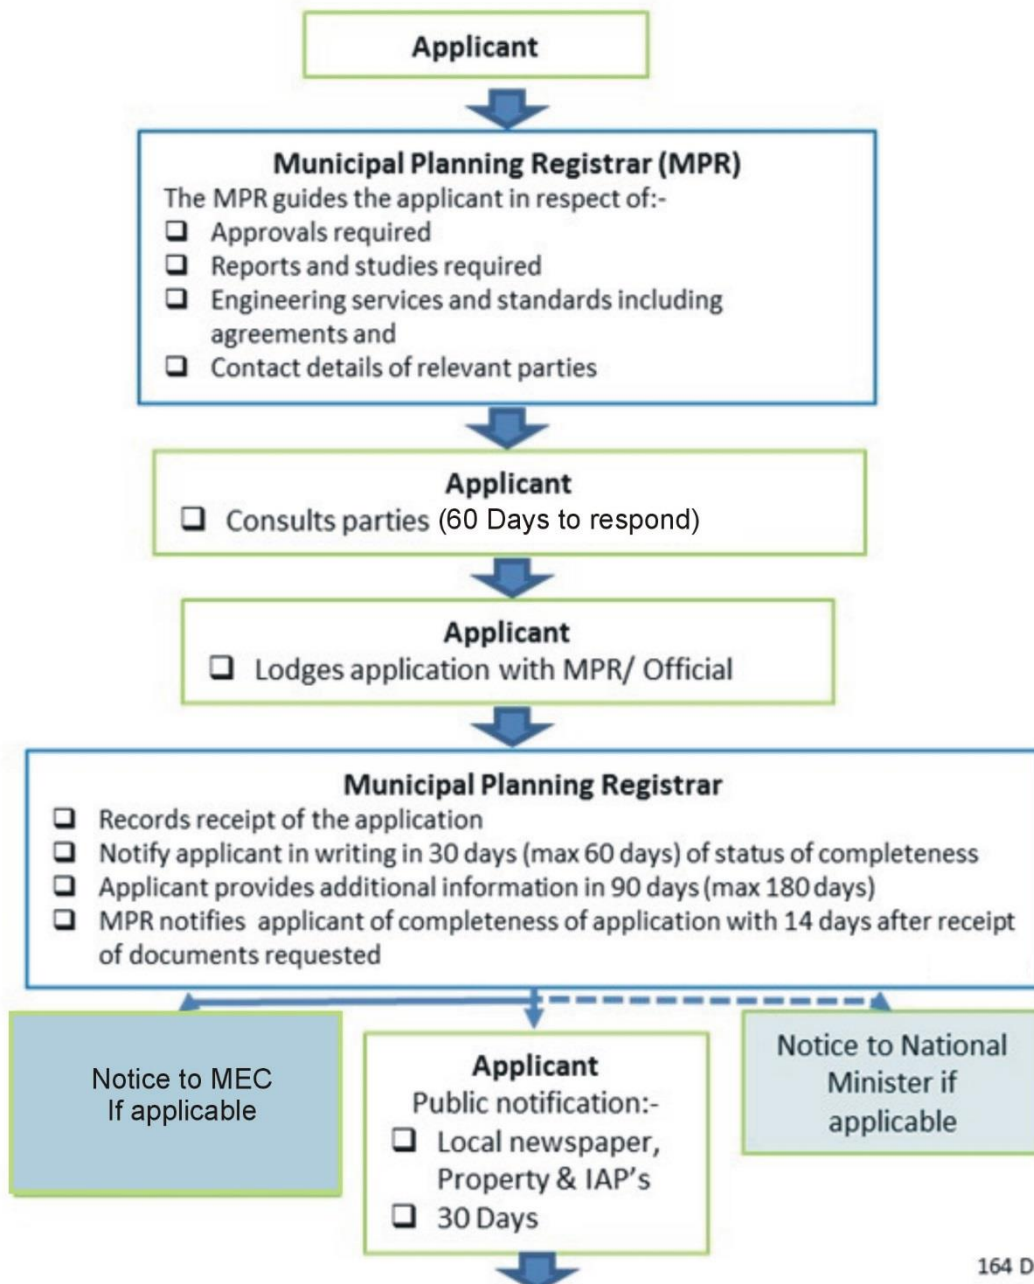 Applicant
Municipal Planning Registrar (MPR)
The MPR guides the applicant in respect of:-
Approvals required
Reports and studies required
Engineering services and standards including
agreements and
Contact details of relevant parties
Applicant
Consults parties (60 Days to respond)
Applicant
Lodges application with MPR/ Official
Municipal Planning Registrar
Records receipt of the application
Notify applicant in writing in 30 days (max 60 days) of status of completeness
Applicant provides additional information in 90 days (max 180 days)
MPR notifies applicant of completeness of application with 14 days after receipt
of documents requested
Notice to MEC
If applicable
Applicant
Public notification:-
Local newspaper,
Property & IAP's
30 Days
Notice to National
Minister if
applicable
164 D